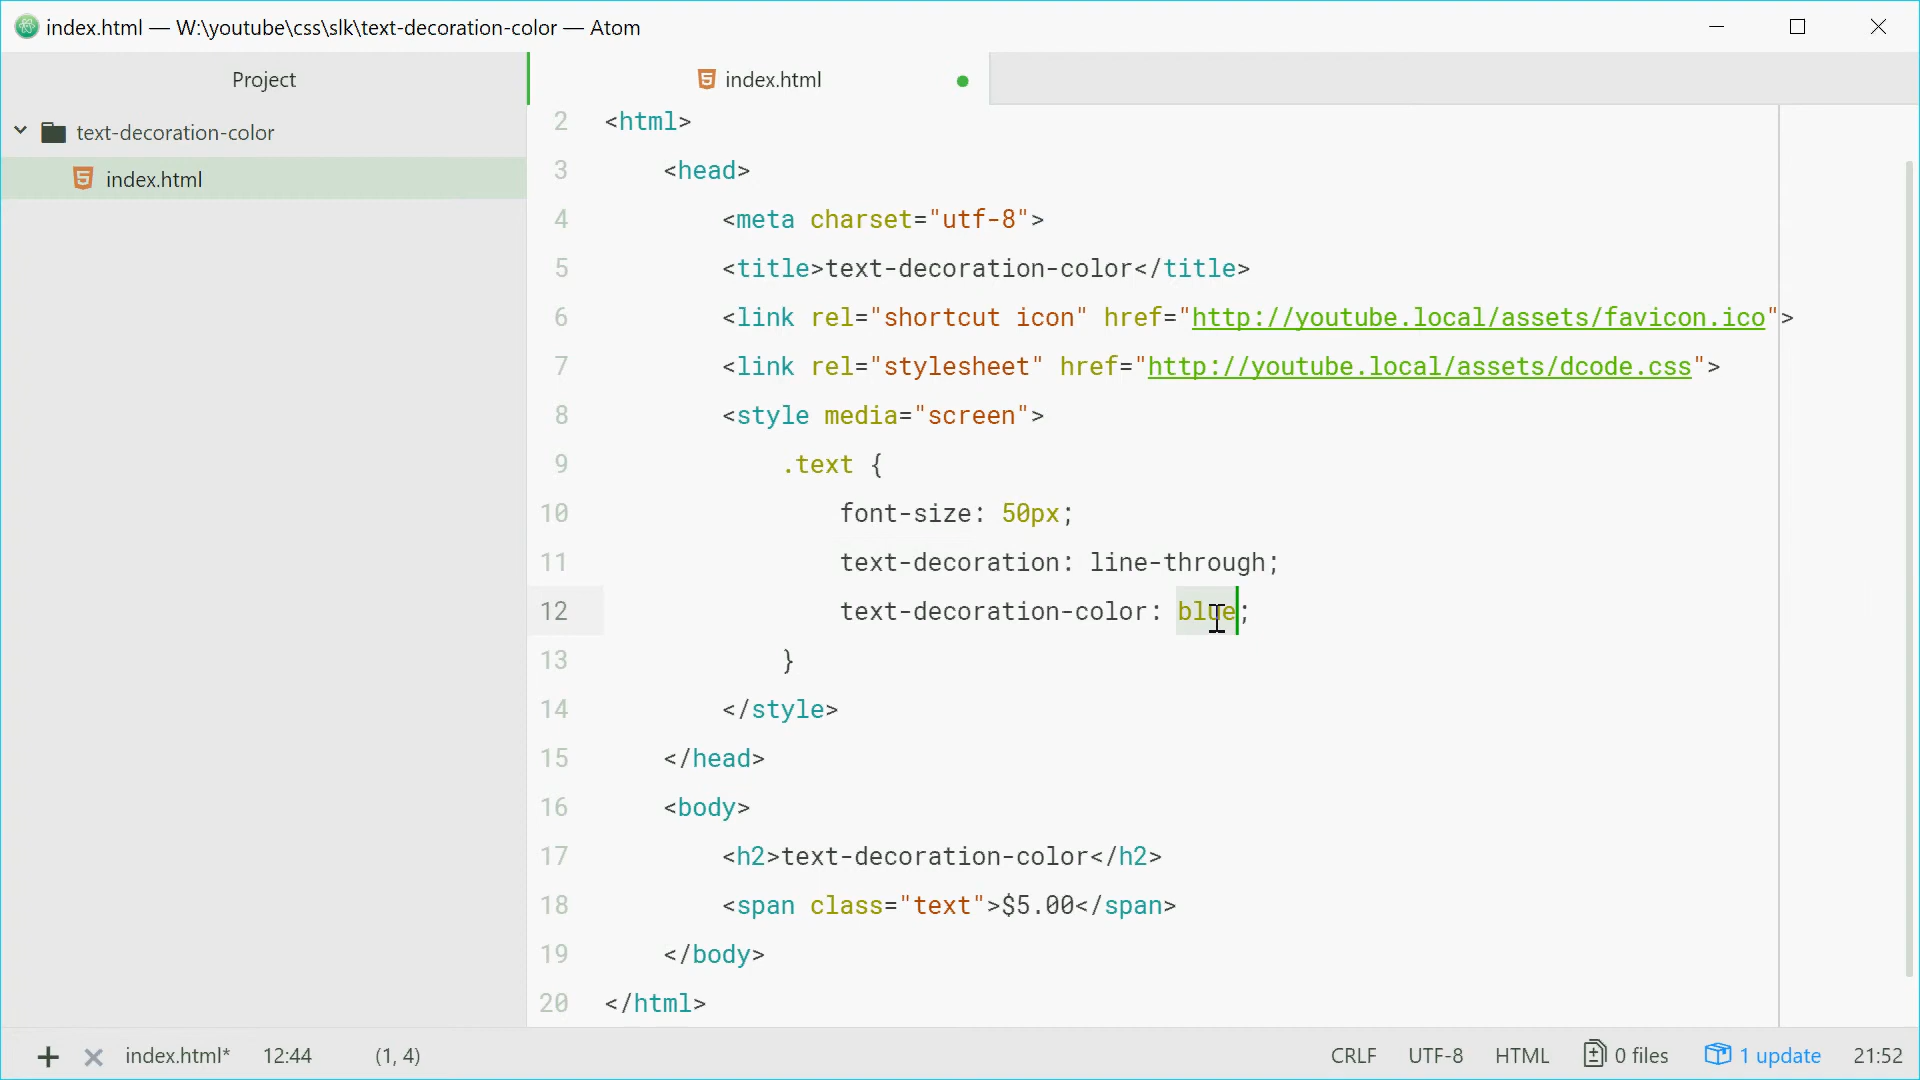 index.html — W:\youtube\css\slk\text-decoration-color — Atom
Project
index.html
text-decoration-color
index.html
2 <html>
3 <head>
4 <meta charset="utf-8">
5 <title>text-decoration-color</title>
6 <link rel="shortcut icon" href="http://youtube.local/assets/favicon.ico">
7 <link rel="stylesheet" href="http://youtube.local/assets/dcode.css">
8 <style media="screen">
9 .text {
10 font-size: 50px;
11 text-decoration: line-through;
12 text-decoration-color: blue;
13 }
14 </style>
15 </head>
16 <body>
17 <h2>text-decoration-color</h2>
18 <span class="text">$5.00</span>
19 </body>
20 </html>
index.html* 12:44 (1, 4) CRLF UTF-8 HTML 0 files 1 update 21:52